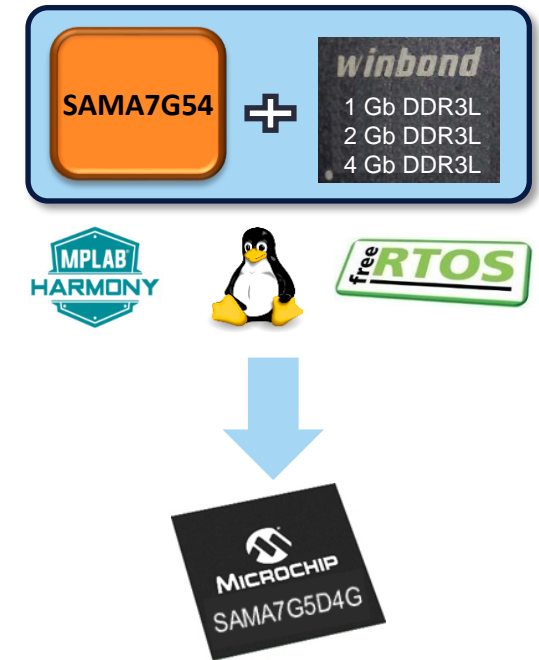 SAMA7G54
winbond
1 Gb DDR3L
2 Gb DDR3L
4 Gb DDR3L
MPLAB
HARMONY
free RTOS
MICROCHIP
SAMA7G5D4G